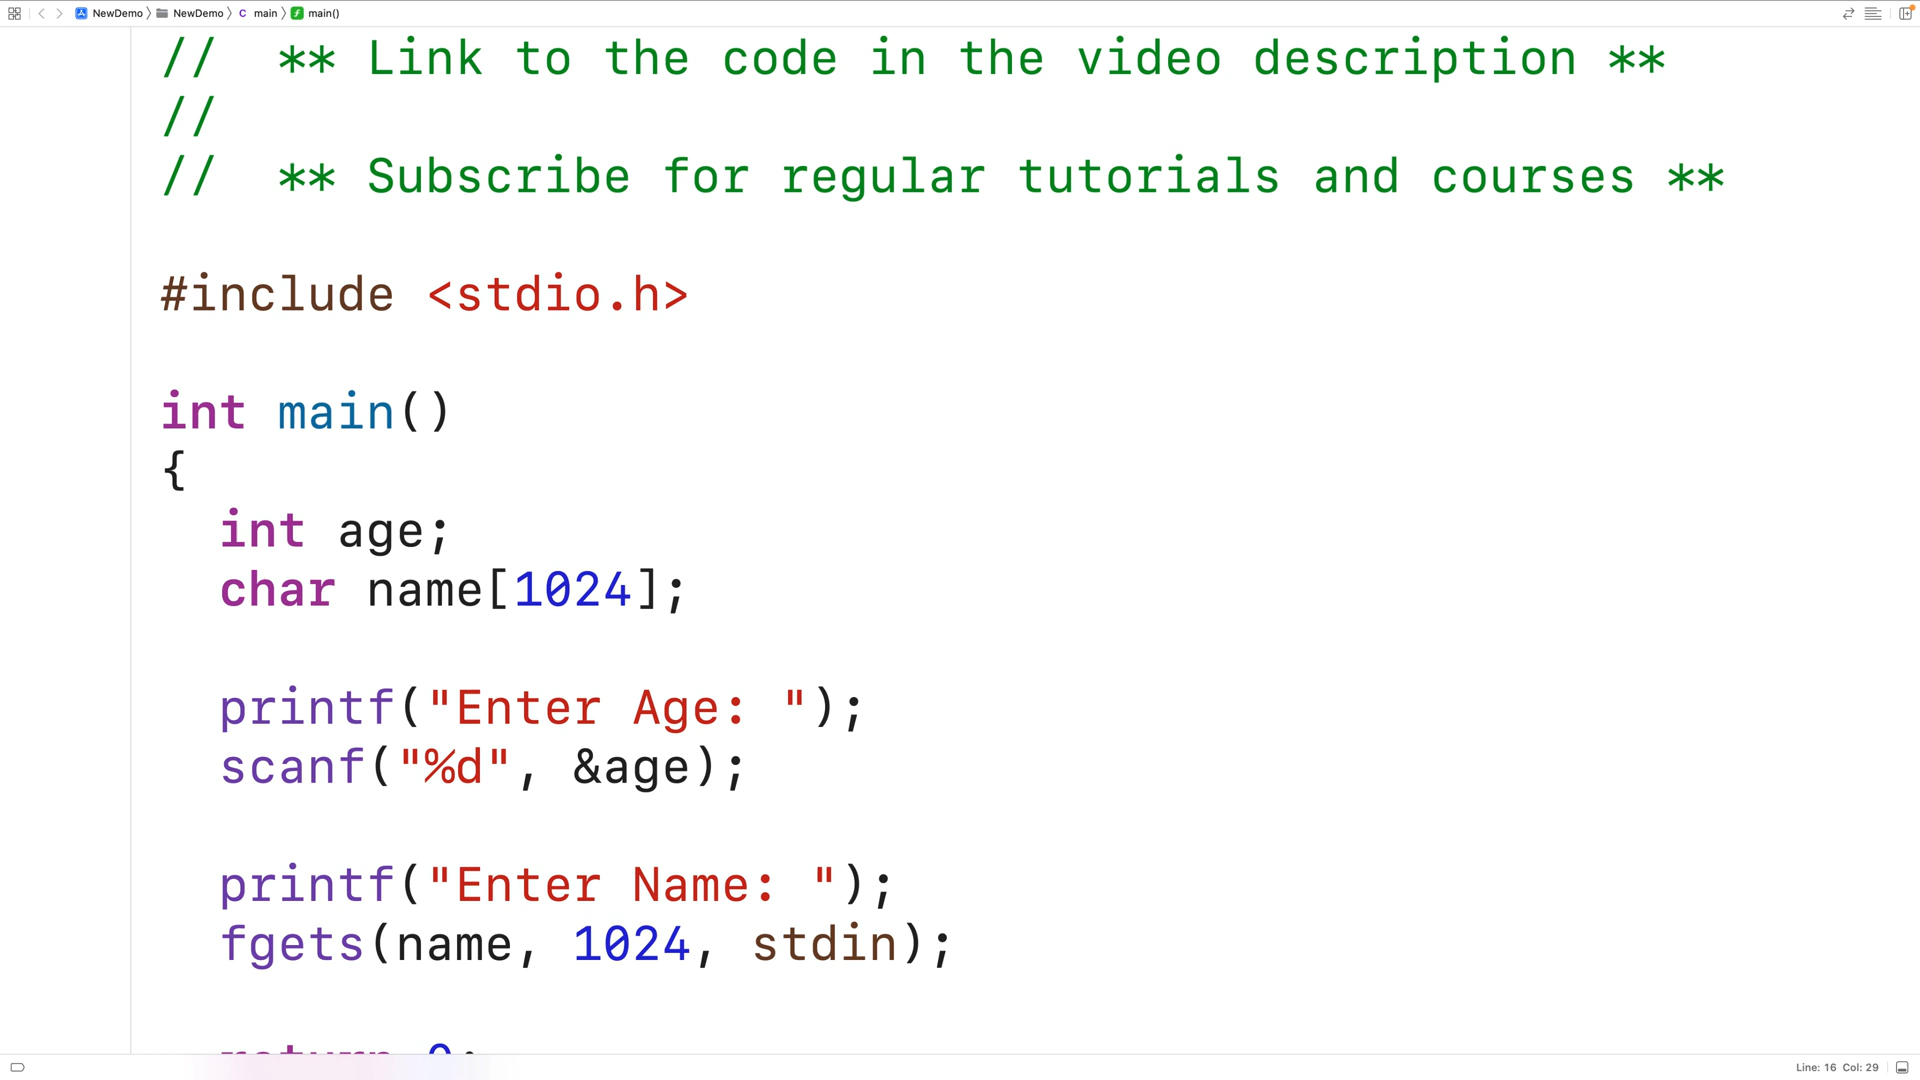 NewDemo 〉 NewDemo 〉 C main 〉 f main()
//  ** Link to the code in the video description **
//
//  ** Subscribe for regular tutorials and courses **
#include <stdio.h>
int main()
{
  int age;
  char name[1024];
  printf("Enter Age: ");
  scanf("%d", &age);
  printf("Enter Name: ");
  fgets(name, 1024, stdin);
  return 0;
Line: 16 Col: 29